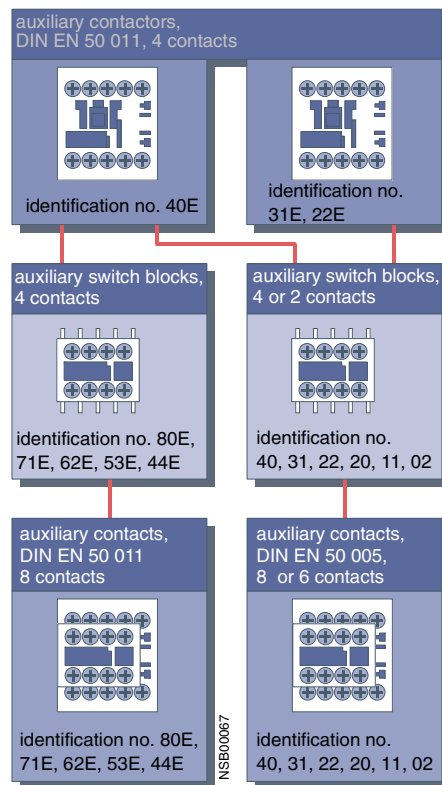 auxiliary contactors,
DIN EN 50 011, 4 contacts
identification no. 40E
identification no.
31E, 22E
auxiliary switch blocks,
4 contacts
identification no. 80E,
71E, 62E, 53E, 44E
auxiliary switch blocks,
4 or 2 contacts
identification no.
40, 31, 22, 20, 11, 02
auxiliary contacts,
DIN EN 50 011
8 contacts
identification no. 80E,
71E, 62E, 53E, 44E
NSB00067
auxiliary contacts,
DIN EN 50 005,
8 or 6 contacts
identification no.
40, 31, 22, 20, 11, 02